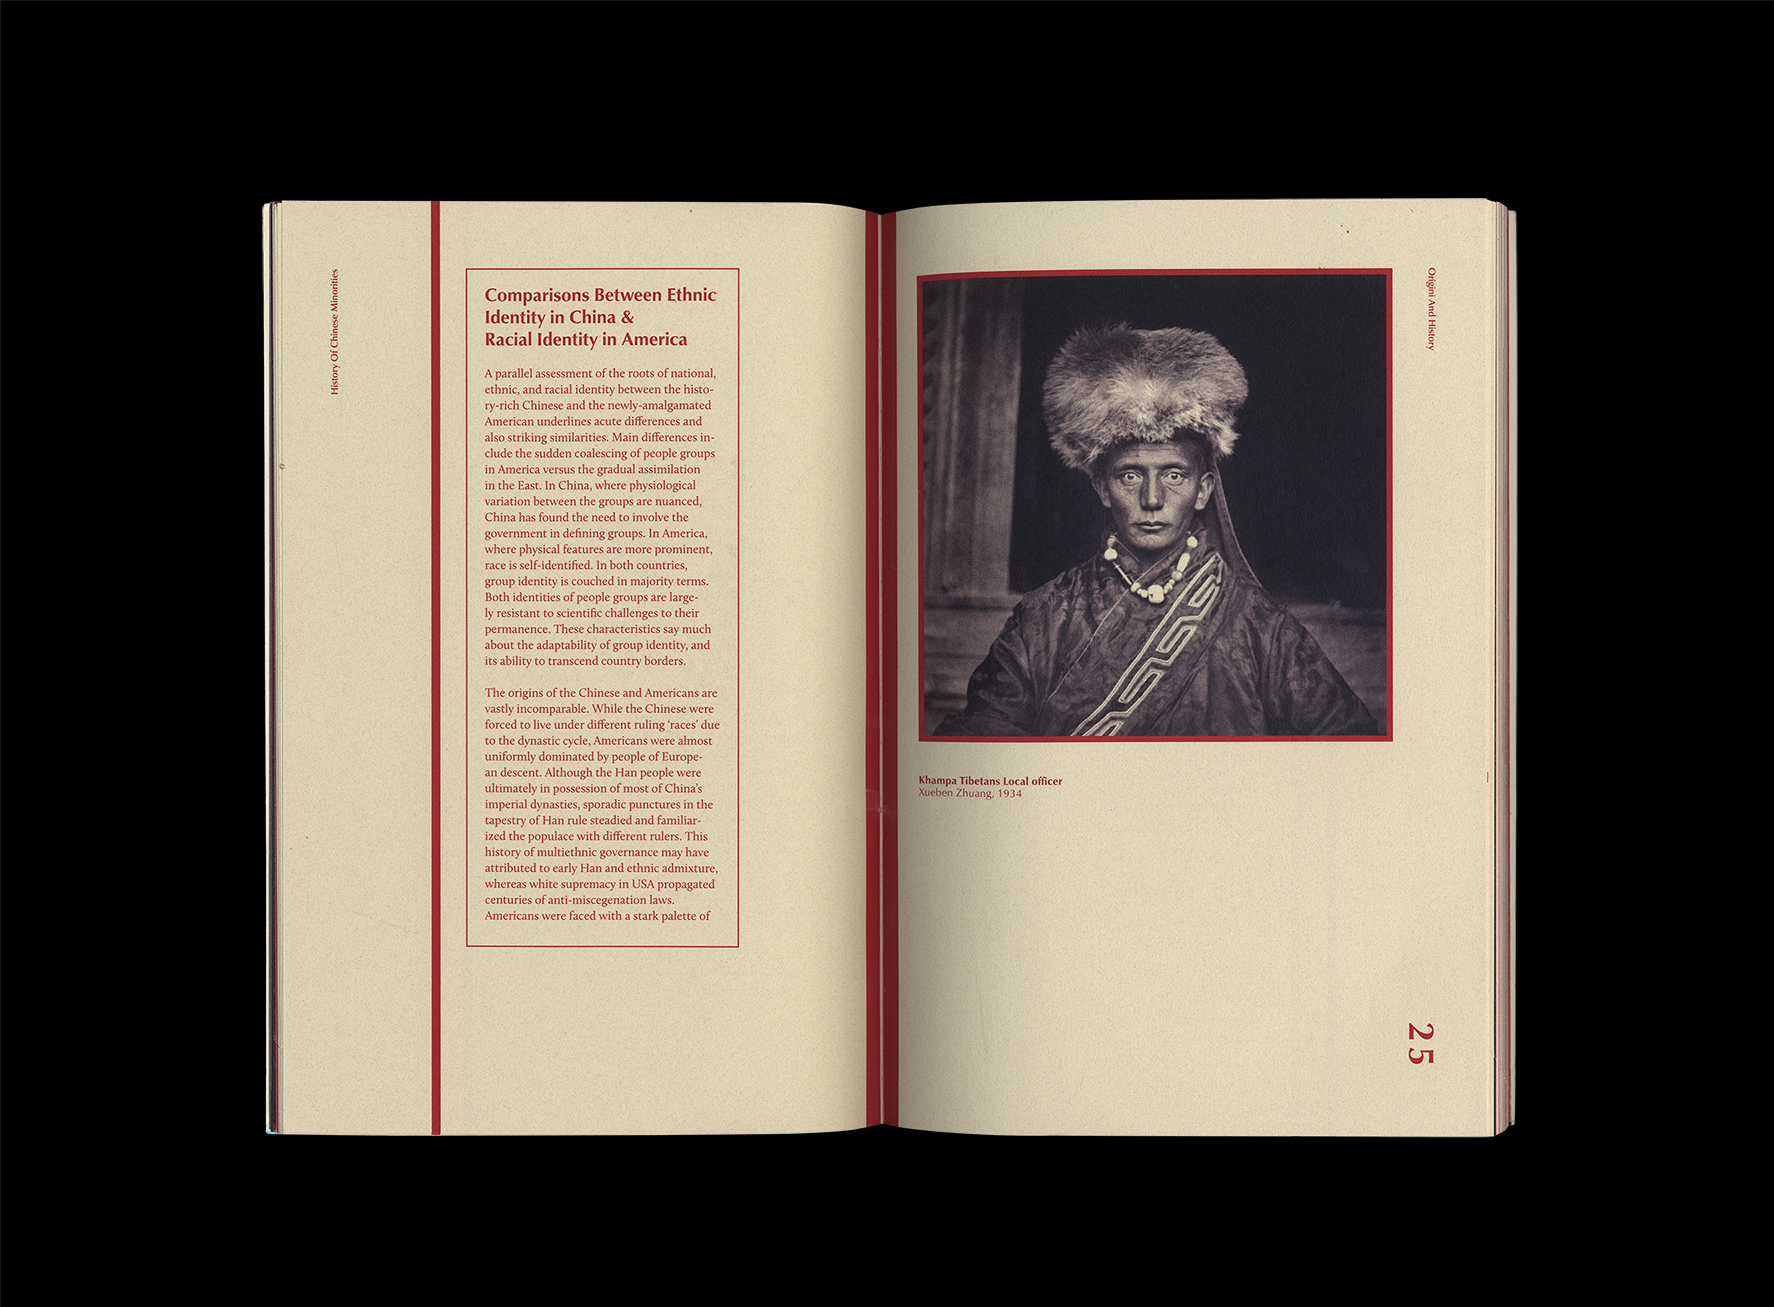 History Of Chinese Minorities
Comparisons Between Ethnic
Identity in China &
Racial Identity in America
A parallel assessment of the roots of national,
ethnic, and racial identity between the histo-
ry-rich Chinese and the newly-amalgamated
American underlines acute differences and
also striking similarities. Main differences in-
clude the sudden coalescing of people groups
in America versus the gradual assimilation
in the East. In China, where physiological
variation between the groups are nuanced,
China has found the need to involve the
government in defining groups. In America,
where physical features are more prominent,
race is self-identified. In both countries,
group identity is couched in majority terms.
Both identities of people groups are large-
ly resistant to scientific challenges to their
permanence. These characteristics say much
about the adaptability of group identity, and
its ability to transcend country borders.
The origins of the Chinese and Americans are
vastly incomparable. While the Chinese were
forced to live under different ruling ‘races’ due
to the dynastic cycle, Americans were almost
uniformly dominated by people of Europe-
an descent. Although the Han people were
ultimately in possession of most of China’s
imperial dynasties, sporadic punctures in the
tapestry of Han rule steadied and familiar-
ized the populace with different rulers. This
history of multiethnic governance may have
attributed to early Han and ethnic admixture,
whereas white supremacy in USA propagated
centuries of anti-miscegenation laws.
Americans were faced with a stark palette of
Origini And History
Khampa Tibetans Local officer
Xueben Zhuang, 1934
25